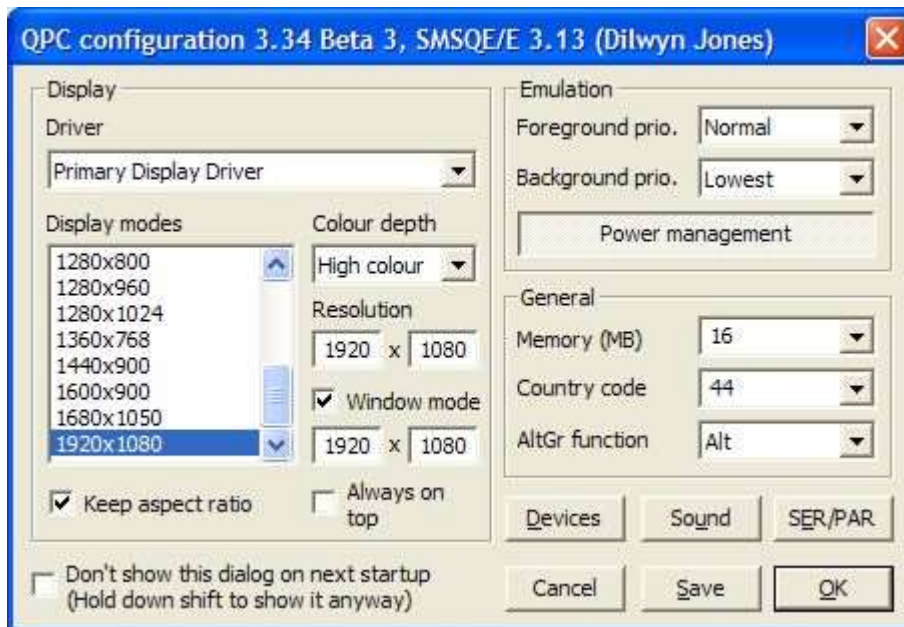 QPC configuration 3.34 Beta 3, SMSQE/E 3.13 (Dilwyn Jones)
Display
Driver
Primary Display Driver
Display modes
1280x800
1280x960
1280x1024
1360x768
1440x900
1600x900
1680x1050
1920x1080
Colour depth
High colour
Resolution
1920 x 1080
Window mode
1920 x 1080
Keep aspect ratio
Always on
top
Emulation
Foreground prio. Normal
Background prio. Lowest
Power management
General
Memory (MB) 16
Country code 44
AltGr function Alt
Devices Sound SER/PAR
Don't show this dialog on next startup
(Hold down shift to show it anyway)
Cancel Save OK